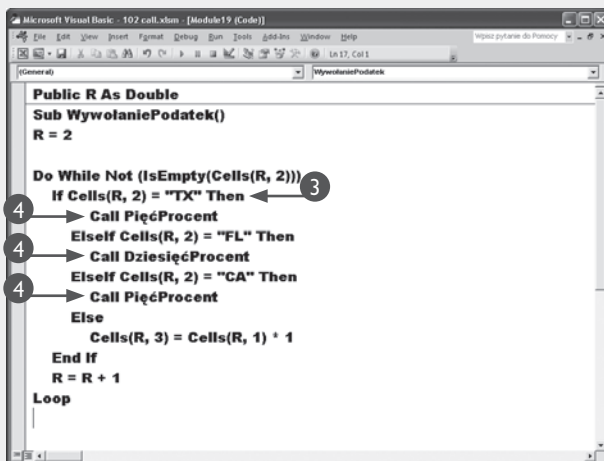 Microsoft Visual Basic - 102 call.xlsm - [Module19 (Code)]
File Edit View Insert Format Debug Run Tools Add-Ins Window Help Wpisz pytanie do Pomocy
Ln 17, Col 1
(General) WywolaniePodatek
Public R As Double
Sub WywolaniePodatek()
R = 2
Do While Not (IsEmpty(Cells(R, 2)))
If Cells(R, 2) = "TX" Then 3
4 Call PięćProcent
ElseIf Cells(R, 2) = "FL" Then
4 Call DziesięćProcent
ElseIf Cells(R, 2) = "CA" Then
4 Call PięćProcent
Else
Cells(R, 3) = Cells(R, 1) * 1
End If
R = R + 1
Loop